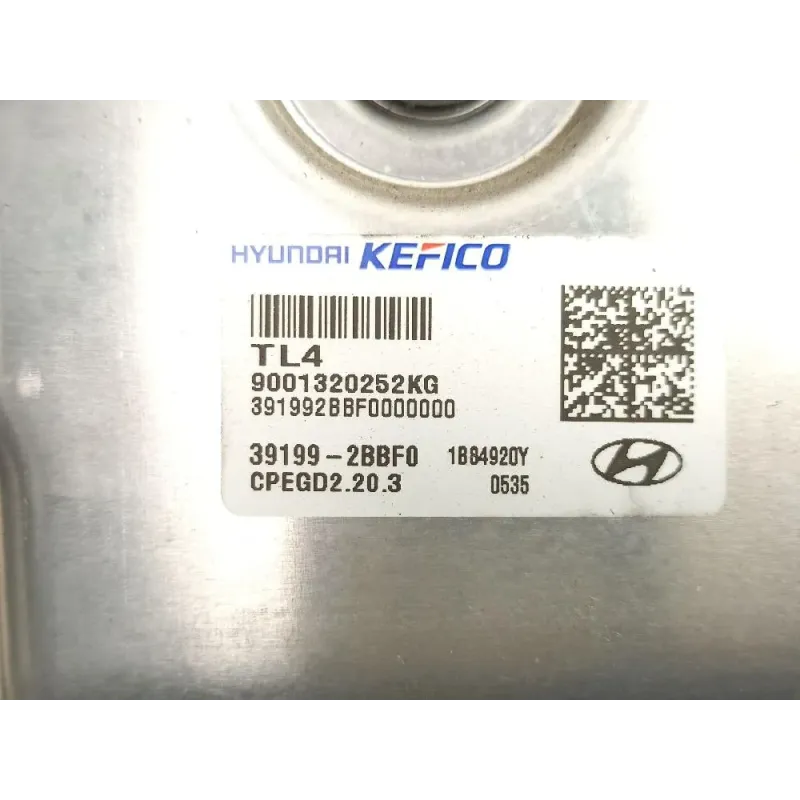 HYUNDAI KEFICO
TL4
9001320252KG
391992BBF0000000
39199-2BBF0 1B84920Y
CPEGD2.20.3 0535